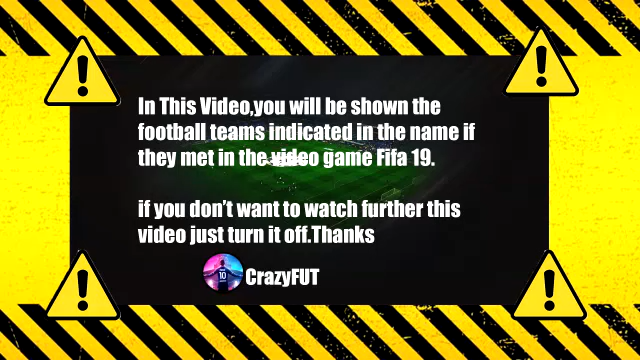 In This Video,you will be shown the
football teams indicated in the name if
they met in the video game Fifa 19.
if you don't want to watch further this
video just turn it off.Thanks
10
CrazyFUT